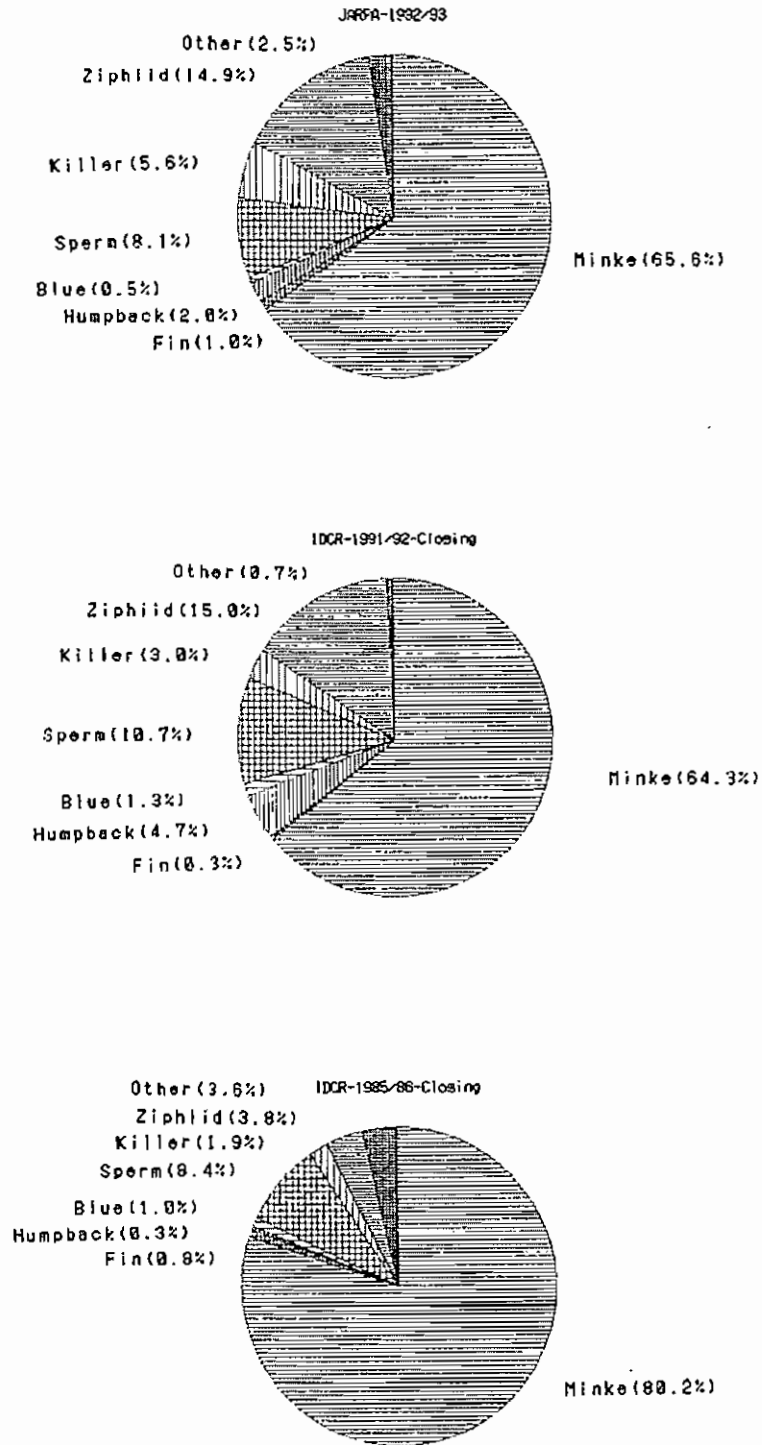 JARPA-1992/93
Other(2.5%)
Ziphiid(14.9%)
Killer(5.6%)
Sperm(8.1%)
Minke(65.6%)
Blue(0.5%)
Humpback(2.0%)
Fin(1.0%)
IDCR-1991/92-Closing
Other(0.7%)
Ziphiid(15.0%)
Killer(3.0%)
Sperm(10.7%)
Minke(64.3%)
Blue(1.3%)
Humpback(4.7%)
Fin(0.3%)
IDCR-1985/86-Closing
Other(3.6%)
Ziphiid(3.8%)
Killer(1.9%)
Sperm(8.4%)
Blue(1.0%)
Humpback(0.3%)
Fin(0.8%)
Minke(80.2%)